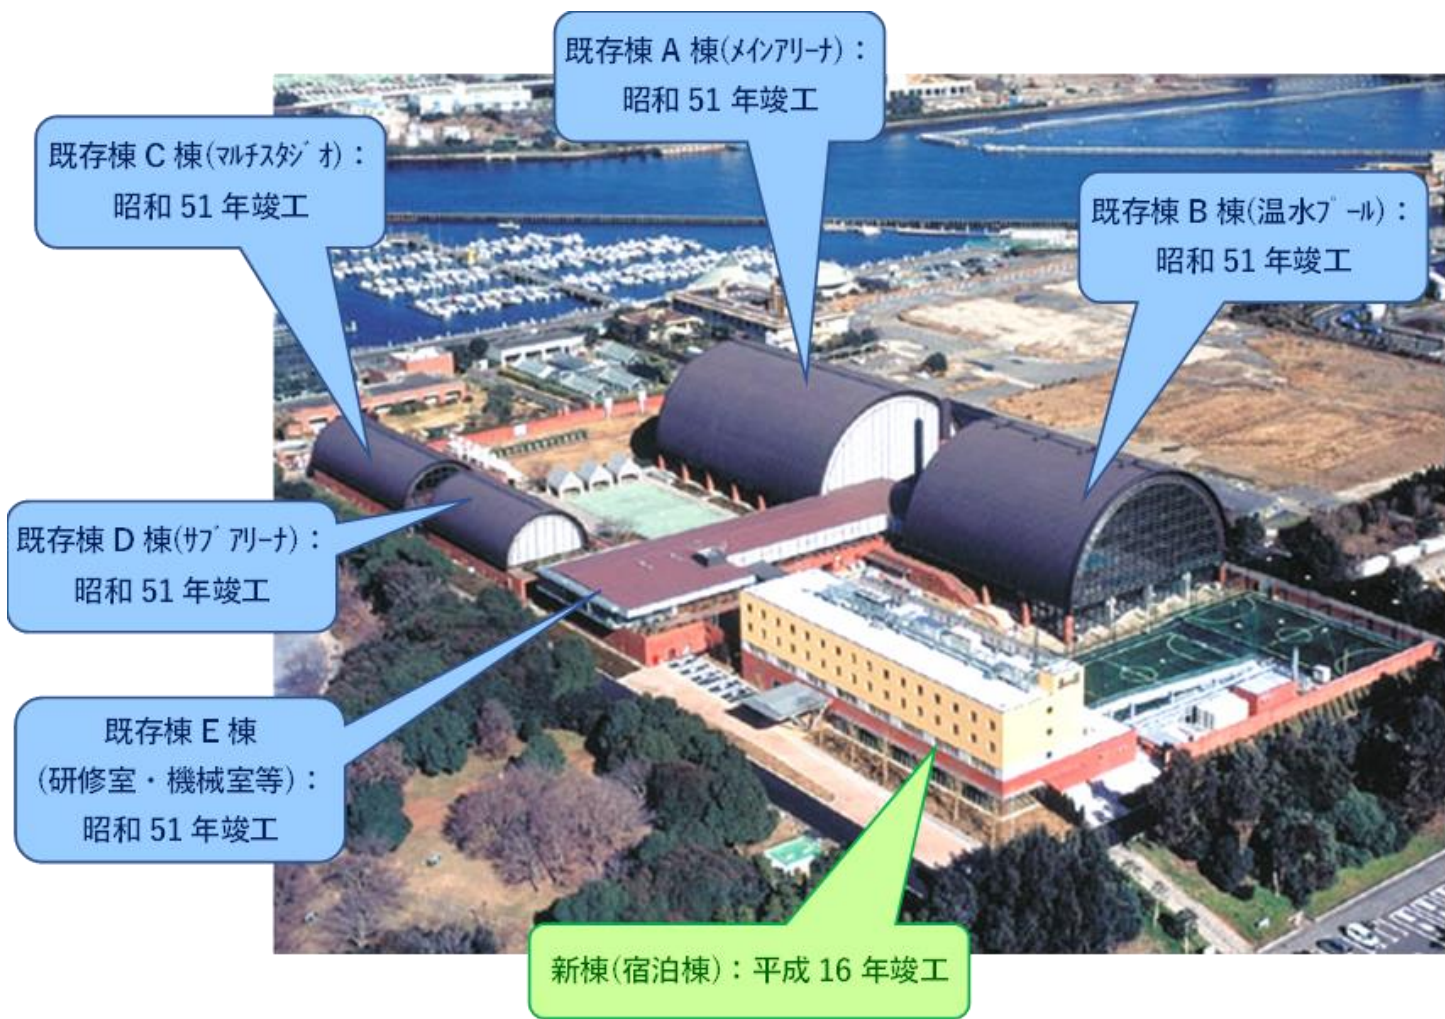 既存棟 A 棟(ﾒｲﾝｱﾘｰﾅ)：
昭和 51 年竣工
既存棟 C 棟(ﾏﾙﾁｽﾀｼﾞｵ)：
昭和 51 年竣工
既存棟 B 棟(温水ﾌﾟｰﾙ)：
昭和 51 年竣工
既存棟 D 棟(ｻﾌﾞｱﾘｰﾅ)：
昭和 51 年竣工
既存棟 E 棟
(研修室・機械室等)：
昭和 51 年竣工
新棟(宿泊棟)：平成 16 年竣工